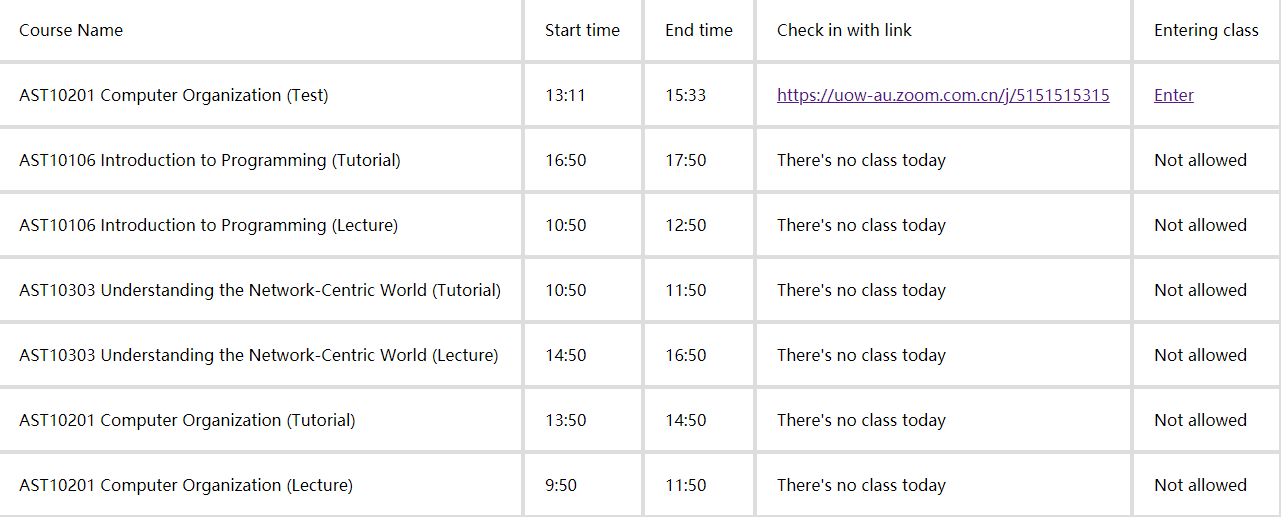 Course Name Start time End time Check in with link Entering class
AST10201 Computer Organization (Test) 13:11 15:33 https://uow-au.zoom.com.cn/j/5151515315 Enter
AST10106 Introduction to Programming (Tutorial) 16:50 17:50 There's no class today Not allowed
AST10106 Introduction to Programming (Lecture) 10:50 12:50 There's no class today Not allowed
AST10303 Understanding the Network-Centric World (Tutorial) 10:50 11:50 There's no class today Not allowed
AST10303 Understanding the Network-Centric World (Lecture) 14:50 16:50 There's no class today Not allowed
AST10201 Computer Organization (Tutorial) 13:50 14:50 There's no class today Not allowed
AST10201 Computer Organization (Lecture) 9:50 11:50 There's no class today Not allowed